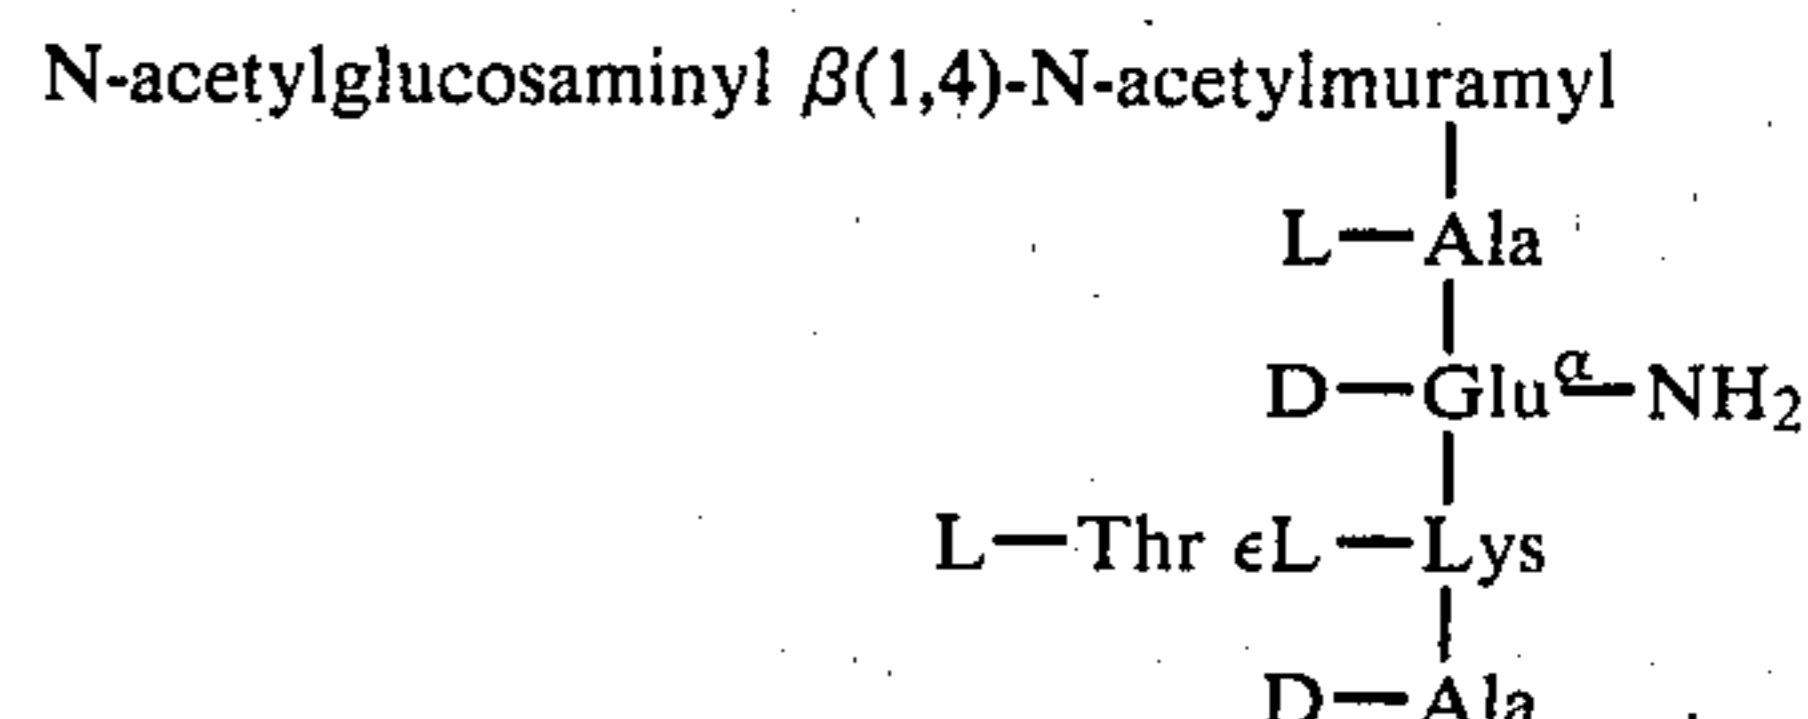 N-acetylglucosaminyl β(1,4)-N-acetylmuramyl
L—Ala
D—Glu α—NH₂
L—Thr εL—Lys
D—Ala